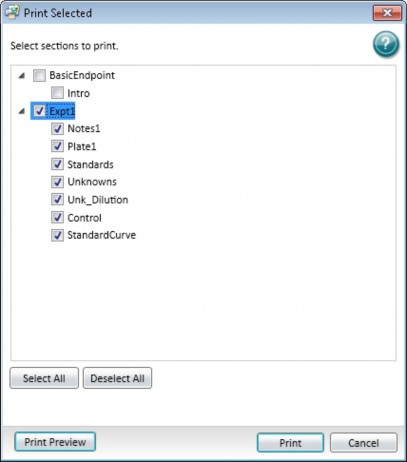 Print Selected
Select sections to print.
?
BasicEndpoint
Intro
Expt1
Notes1
Plate1
Standards
Unknowns
Unk_Dilution
Control
StandardCurve
Select All Deselect All
Print Preview Print Cancel